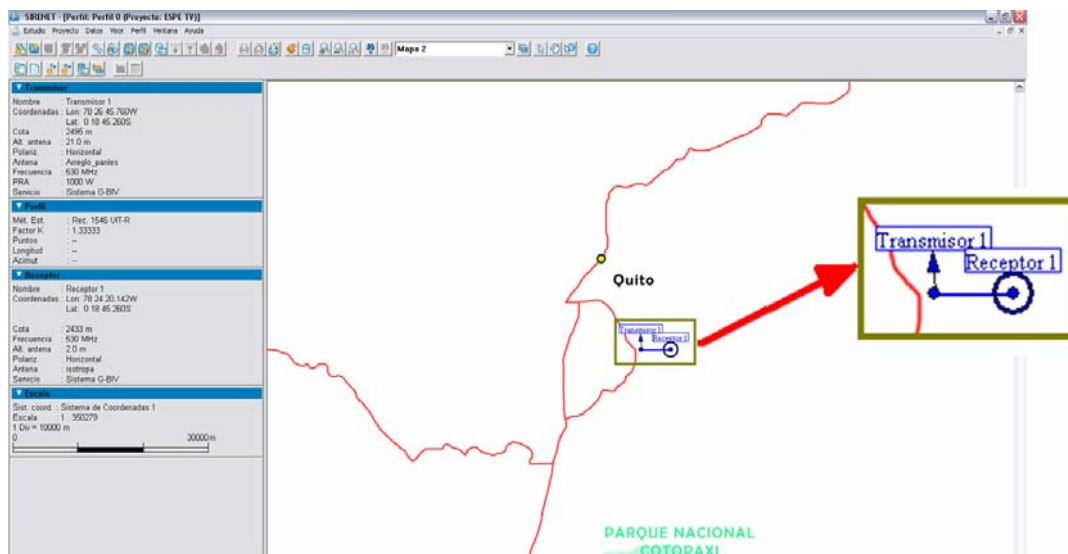 SIRENET - [Perfil: Perfil 0 (Proyecto: ESPE TV)]
Estudio Proyecto Datos Visor Perfil Ventana Ayuda
Mapa 2
Transmisor
Nombre : Transmisor 1
Coordenadas : Lon: 78 26 45.760W
Lat: 0 18 45.260S
Cota : 2495 m
Alt. antena : 21.0 m
Polariz. : Horizontal
Antena : Arreglo_panles
Frecuencia : 630 MHz
PRA : 1000 W
Servicio : Sistema G-BIV
Perfil
Mét. Est. : Rec. 1546 UIT-R
Factor K : 1.33333
Puntos : --
Longitud : --
Acimut : --
Receptor
Nombre : Receptor 1
Coordenadas : Lon: 78 24 20.142W
Lat: 0 18 45.260S
Cota : 2433 m
Frecuencia : 630 MHz
Alt. antena : 2.0 m
Polariz : Horizontal
Antena : isotropa
Servicio : Sistema G-BIV
Escala
Sist. coord. : Sistema de Coordenadas 1
Escala : 1 : 350279
1 Div = 10000 m
0 30000m
Quito
Transmisor 1
Receptor 1
Transmisor 1
Receptor 1
PARQUE NACIONAL
COTOPAXI